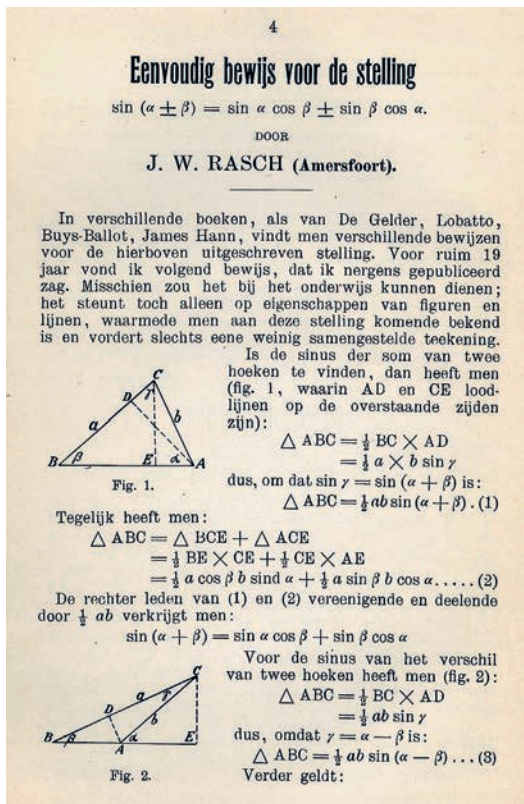 4
Eenvoudig bewijs voor de stelling
sin (α ± β) = sin α cos β ± sin β cos α.
DOOR
J. W. RASCH (Amersfoort).
In verschillende boeken, als van De Gelder, Lobatto,
Buys-Ballot, James Hann, vindt men verschillende bewijzen
voor de hierboven uitgeschreven stelling. Voor ruim 19
jaar vond ik volgend bewijs, dat ik nergens gepubliceerd
zag. Misschien zou het bij het onderwijs kunnen dienen;
het steunt toch alleen op eigenschappen van figuren en
lijnen, waarmede men aan deze stelling komende bekend
is en vordert slechts eene weinig samengestelde teekening.
Is de sinus der som van twee
hoeken te vinden, dan heeft men
(fig. 1, waarin AD en CE lood-
lijnen op de overstaande zijden
zijn):
△ ABC = ½ BC × AD
= ½ a × b sin γ
dus, om dat sin γ = sin (α + β) is:
△ ABC = ½ ab sin (α + β) . (1)
C
D
γ
a
b
B
β
E
α
A
Fig. 1.
Tegelijk heeft men:
△ ABC = △ BCE + △ ACE
= ½ BE × CE + ½ CE × AE
= ½ a cos β b sind α + ½ a sin β b cos α..... (2)
De rechter leden van (1) en (2) vereenigende en deelende
door ½ ab verkrijgt men:
sin (α + β) = sin α cos β + sin β cos α
Voor de sinus van het verschil
van twee hoeken heeft men (fig. 2):
△ ABC = ½ BC × AD
= ½ ab sin γ
dus, omdat γ = α — β is:
△ ABC = ½ ab sin (α — β) ... (3)
Verder geldt:
C
a
γ
D
b
B
β
A
α
E
Fig. 2.